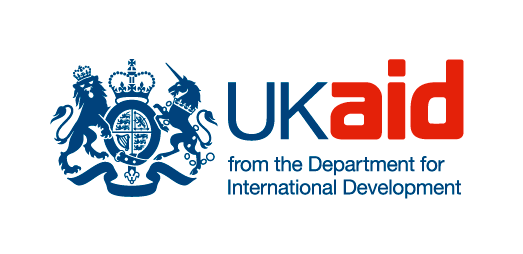 UKaid
from the Department for
International Development